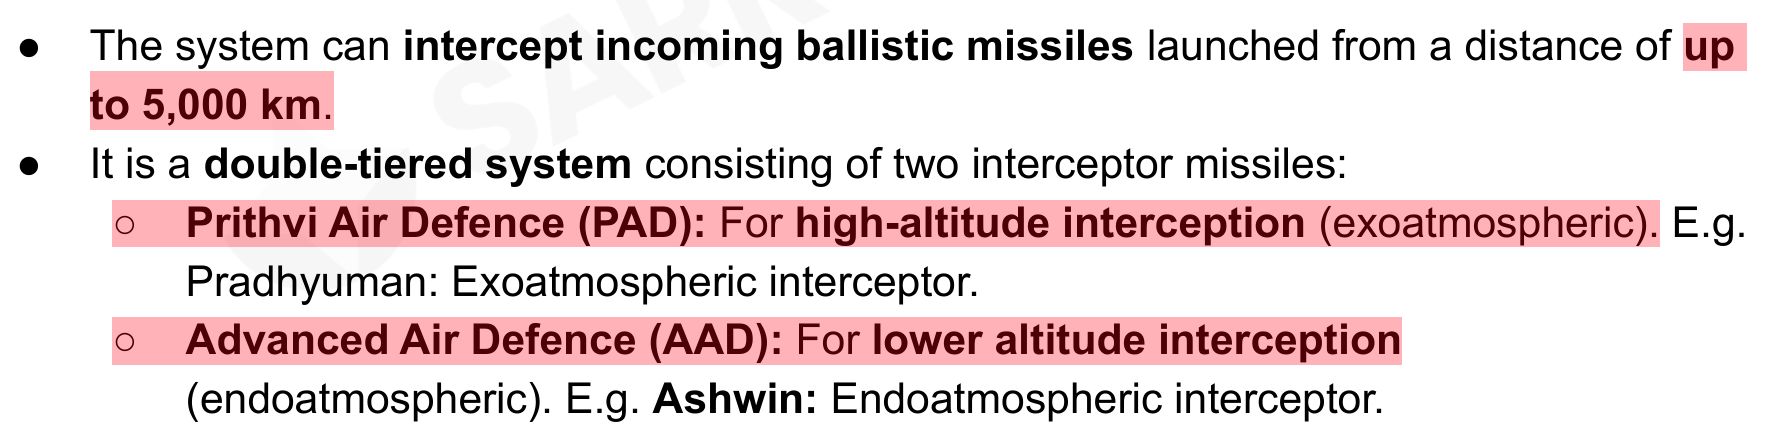 ● The system can intercept incoming ballistic missiles launched from a distance of up
to 5,000 km.
● It is a double-tiered system consisting of two interceptor missiles:
○ Prithvi Air Defence (PAD): For high-altitude interception (exoatmospheric). E.g.
Pradhyuman: Exoatmospheric interceptor.
○ Advanced Air Defence (AAD): For lower altitude interception
(endoatmospheric). E.g. Ashwin: Endoatmospheric interceptor.